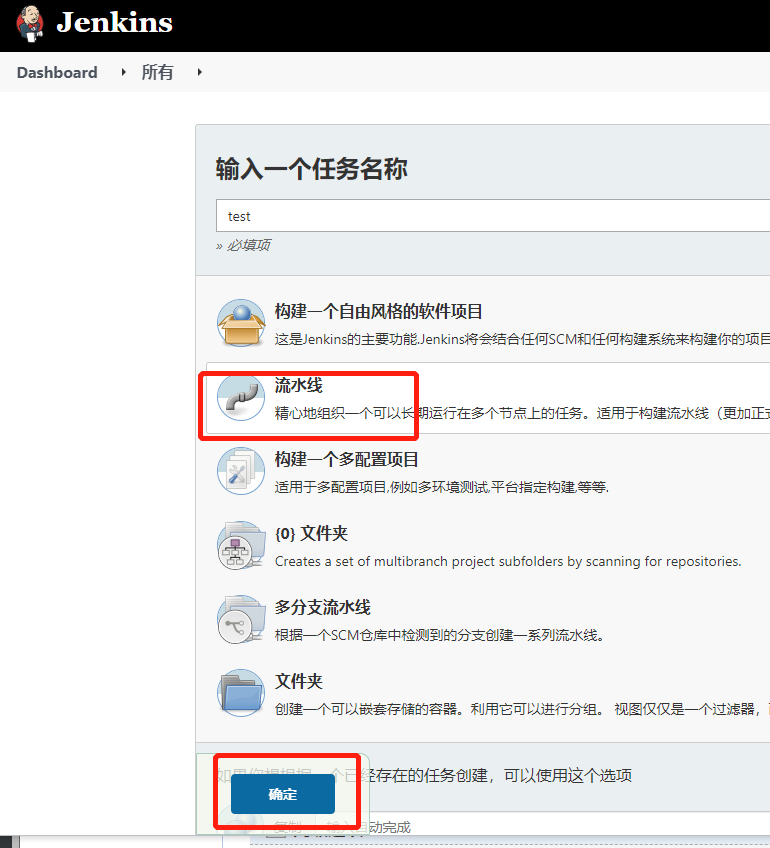 Jenkins
Dashboard 所有
输入一个任务名称
test
» 必填项
构建一个自由风格的软件项目
这是Jenkins的主要功能.Jenkins将会结合任何SCM和任何构建系统来构建你的项目
流水线
精心地组织一个可以长期运行在多个节点上的任务。适用于构建流水线（更加正式
构建一个多配置项目
适用于多配置项目,例如多环境测试,平台指定构建,等等.
{0} 文件夹
Creates a set of multibranch project subfolders by scanning for repositories.
多分支流水线
根据一个SCM仓库中检测到的分支创建一系列流水线。
文件夹
创建一个可以嵌套存储的容器。利用它可以进行分组。 视图仅仅是一个过滤器，
如果你想根据一个已经存在的任务创建，可以使用这个选项
确定
复制 输入自动完成